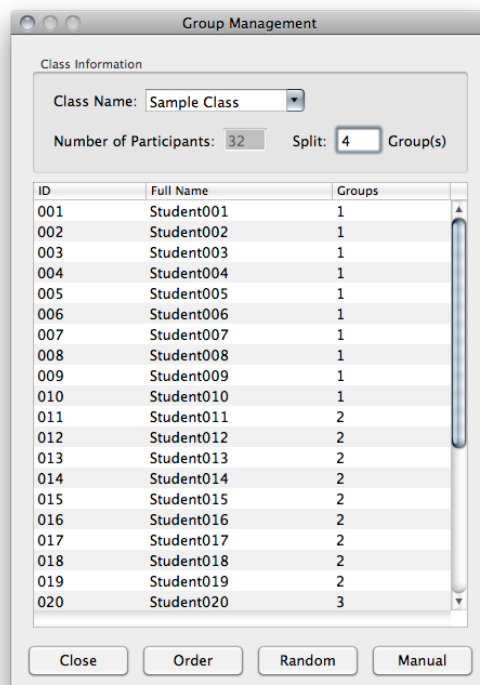 Group Management
Class Information
Class Name: Sample Class
Number of Participants: 32 Split: 4 Group(s)
ID Full Name Groups
001 Student001 1
002 Student002 1
003 Student003 1
004 Student004 1
005 Student005 1
006 Student006 1
007 Student007 1
008 Student008 1
009 Student009 1
010 Student010 1
011 Student011 2
012 Student012 2
013 Student013 2
014 Student014 2
015 Student015 2
016 Student016 2
017 Student017 2
018 Student018 2
019 Student019 2
020 Student020 3
Close Order Random Manual